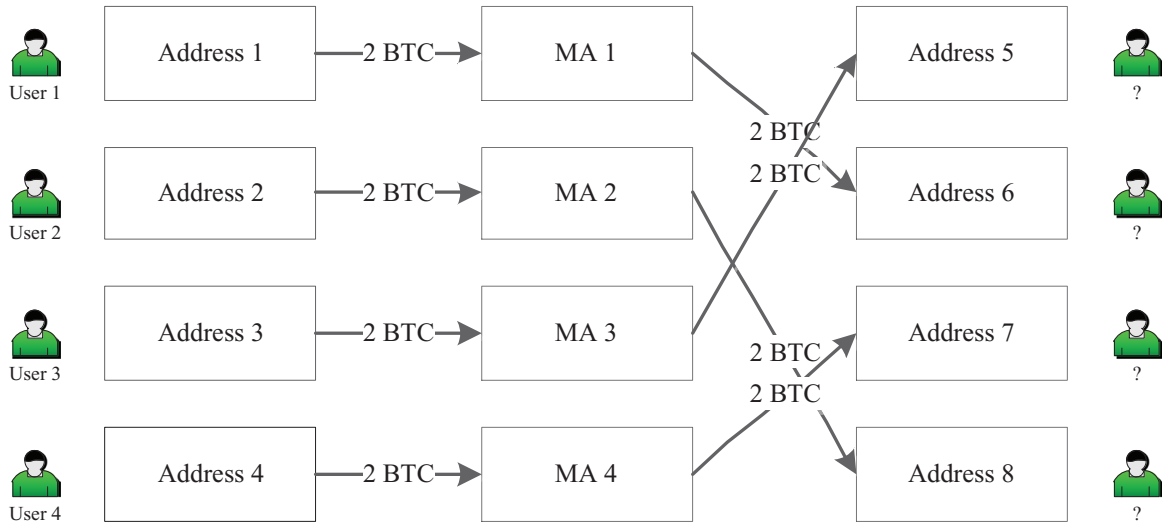 Address 1 2 BTC MA 1 Address 5
User 1 ?
2 BTC
2 BTC
Address 2 2 BTC MA 2 Address 6
User 2 ?
Address 3 2 BTC MA 3 Address 7
2 BTC
User 3 ?
2 BTC
Address 4 2 BTC MA 4 Address 8
User 4 ?